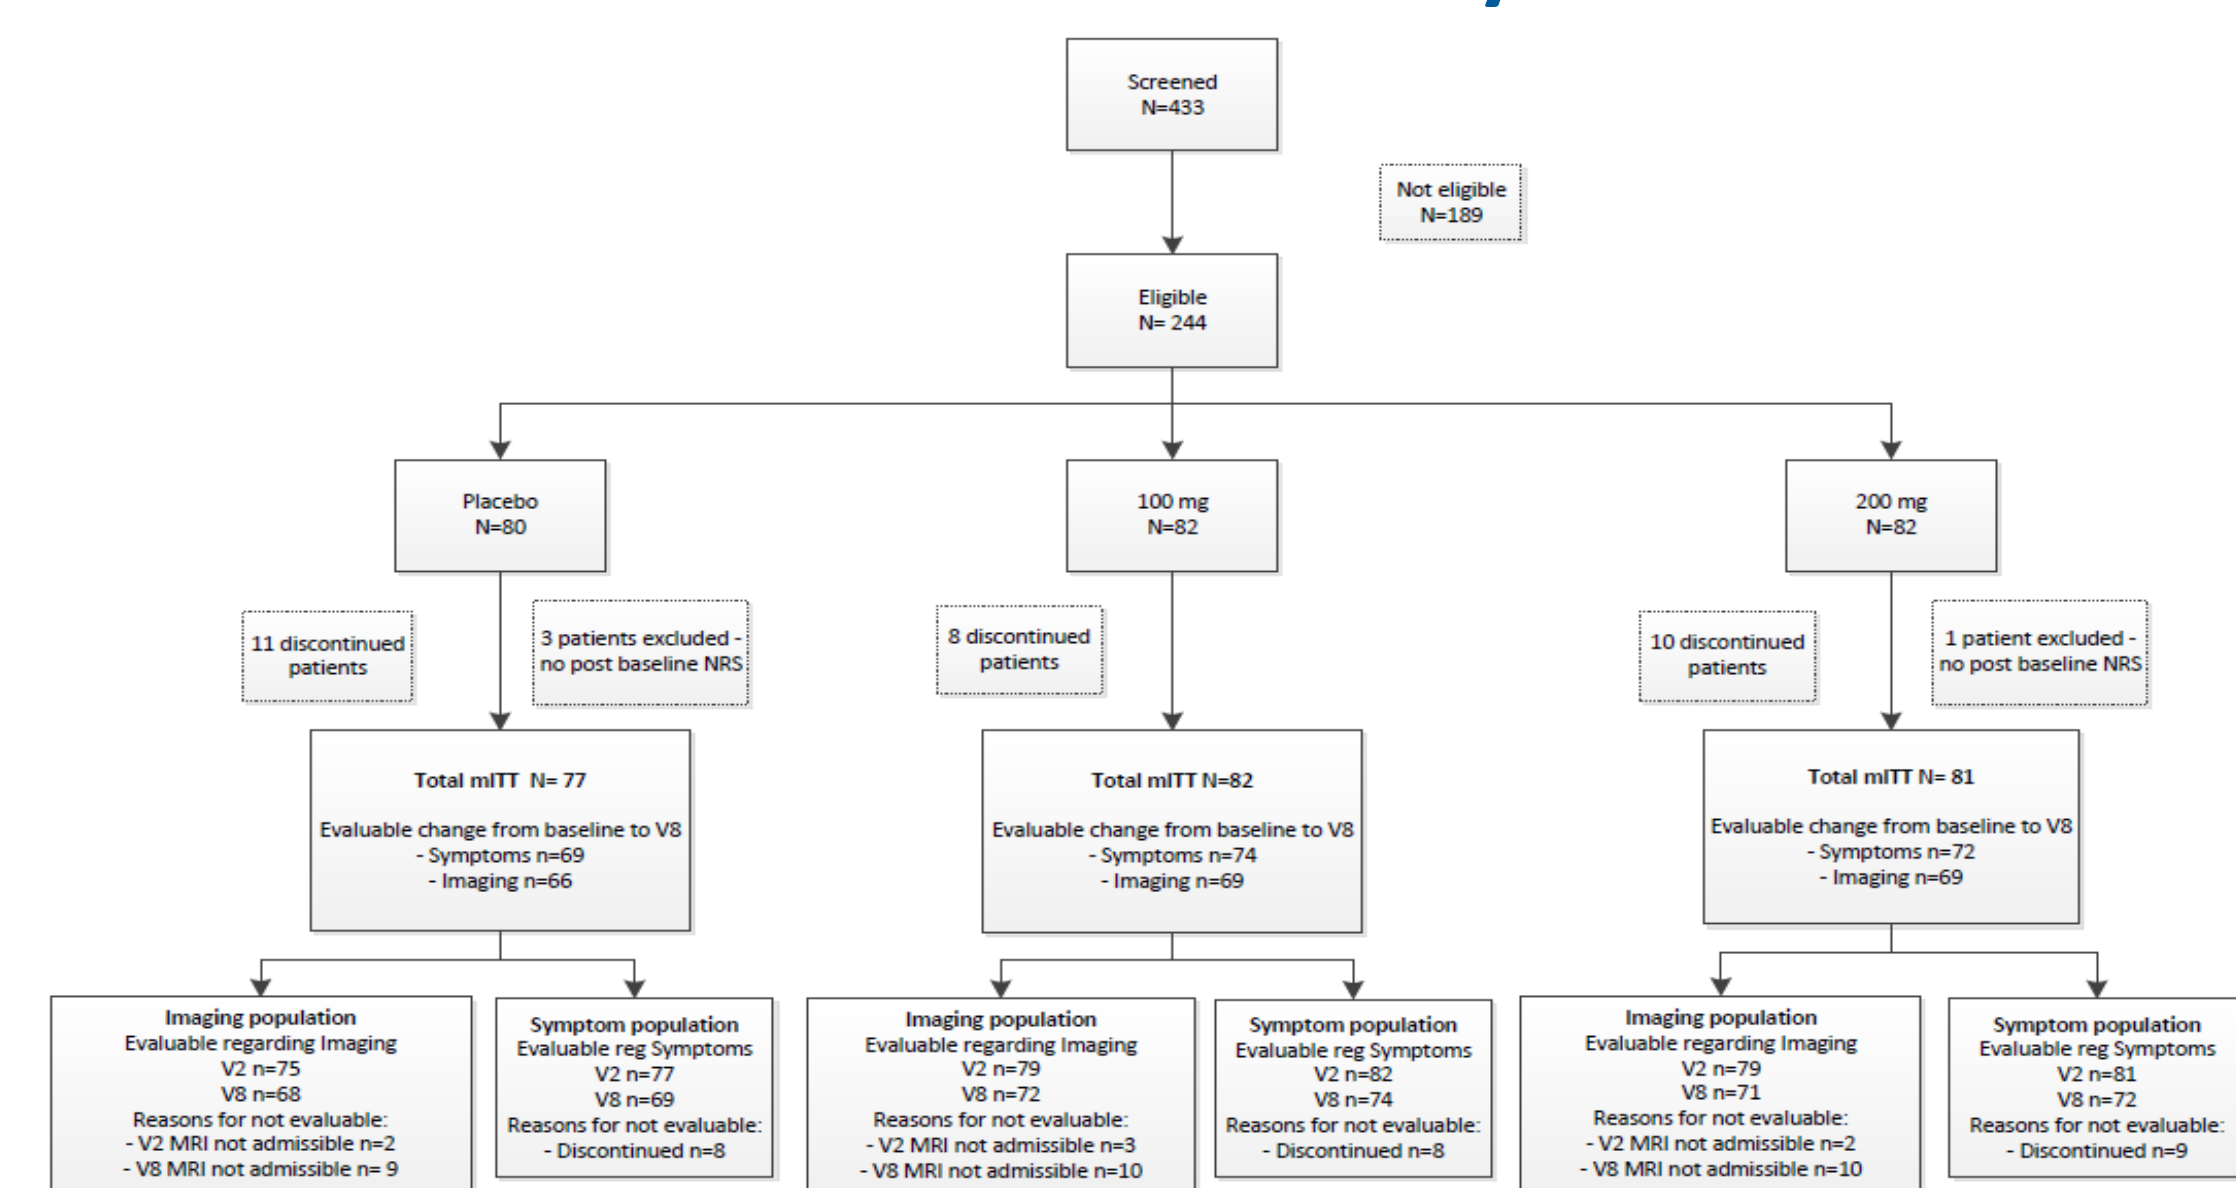 Screened
N=433
Not eligible
N=189
Eligible
N= 244
Placebo
N=80
100 mg
N=82
200 mg
N=82
11 discontinued
patients
3 patients excluded -
no post baseline NRS
8 discontinued
patients
10 discontinued
patients
1 patient excluded -
no post baseline NRS
Total mITT N= 77
Evaluable change from baseline to V8
- Symptoms n=69
- Imaging n=66
Total mITT N=82
Evaluable change from baseline to V8
- Symptoms n=74
- Imaging n=69
Total mITT N= 81
Evaluable change from baseline to V8
- Symptoms n=72
- Imaging n=69
Imaging population
Evaluable regarding Imaging
V2 n=75
V8 n=68
Reasons for not evaluable:
- V2 MRI not admissible n=2
- V8 MRI not admissible n= 9
Symptom population
Evaluable reg Symptoms
V2 n=77
V8 n=69
Reasons for not evaluable:
- Discontinued n=8
Imaging population
Evaluable regarding Imaging
V2 n=79
V8 n=72
Reasons for not evaluable:
- V2 MRI not admissible n=3
- V8 MRI not admissible n=10
Symptom population
Evaluable reg Symptoms
V2 n=82
V8 n=74
Reasons for not evaluable:
- Discontinued n=8
Imaging population
Evaluable regarding Imaging
V2 n=79
V8 n=71
Reasons for not evaluable:
- V2 MRI not admissible n=2
- V8 MRI not admissible n=10
Symptom population
Evaluable reg Symptoms
V2 n=81
V8 n=72
Reasons for not evaluable:
- Discontinued n=9